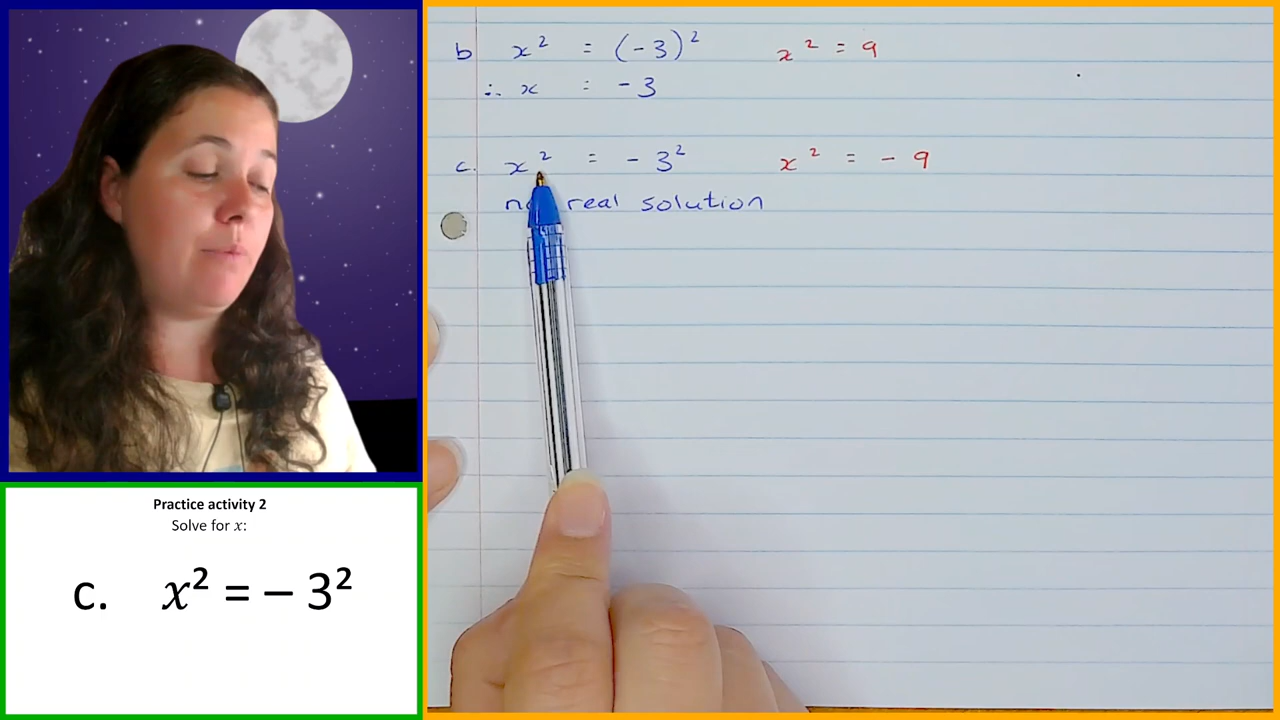 b x² = (-3)² x² = 9
∴ x = -3
c. x² = - 3² x² = - 9
no real solution
Practice activity 2
Solve for x:
c. x² = – 3²